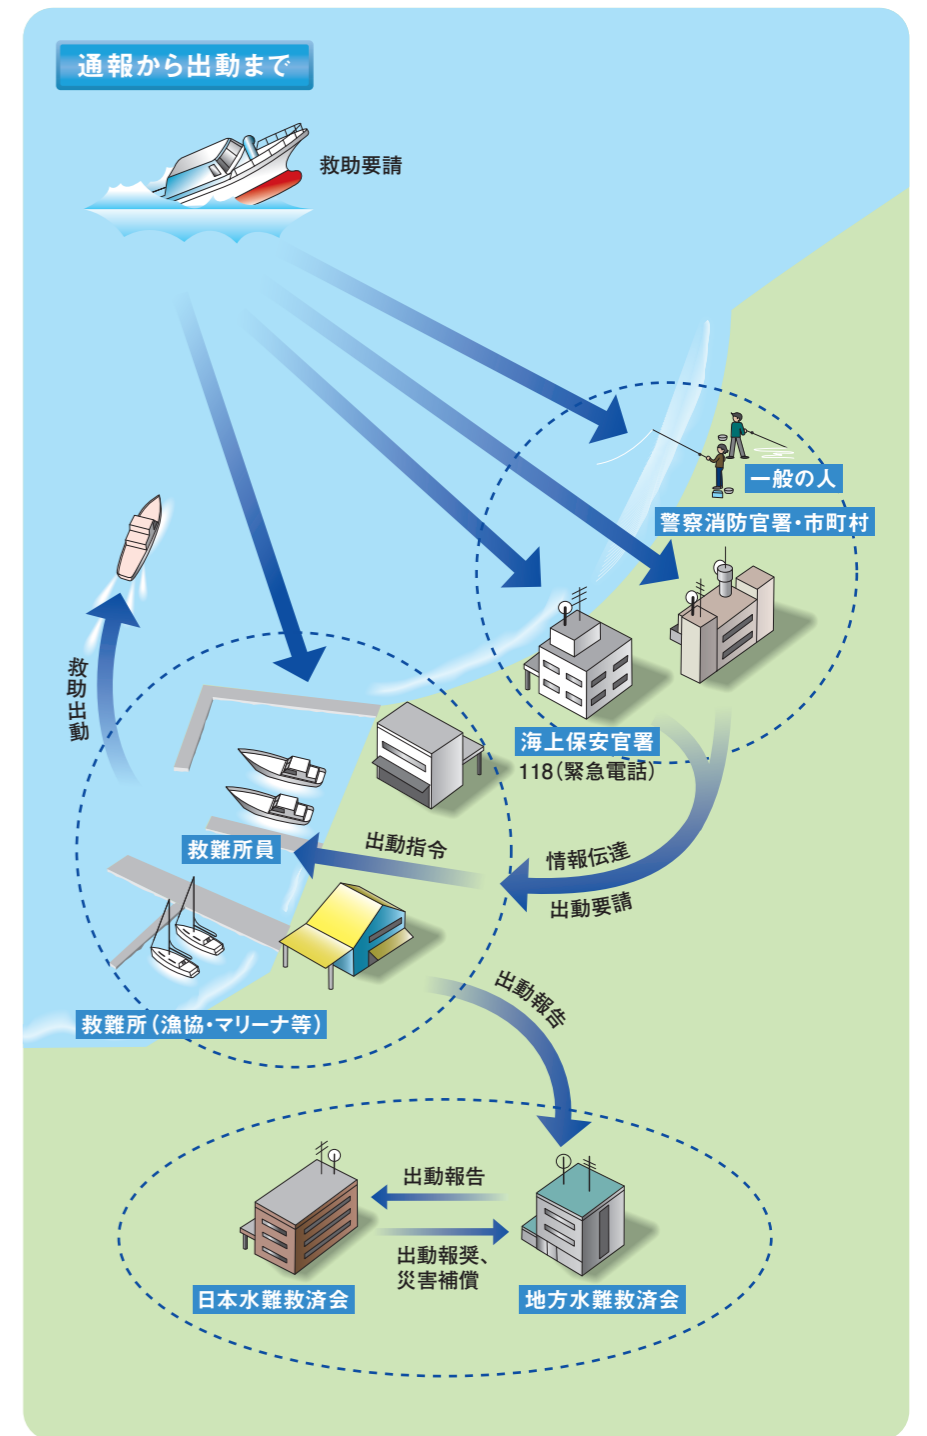 通報から出動まで
救助要請
一般の人
警察消防官署・市町村
海上保安官署
118（緊急電話）
救助出動
救難所員
出動指令
情報伝達
出動要請
救難所（漁協・マリーナ等）
出動報告
出動報告
出動報奨、
災害補償
日本水難救済会
地方水難救済会